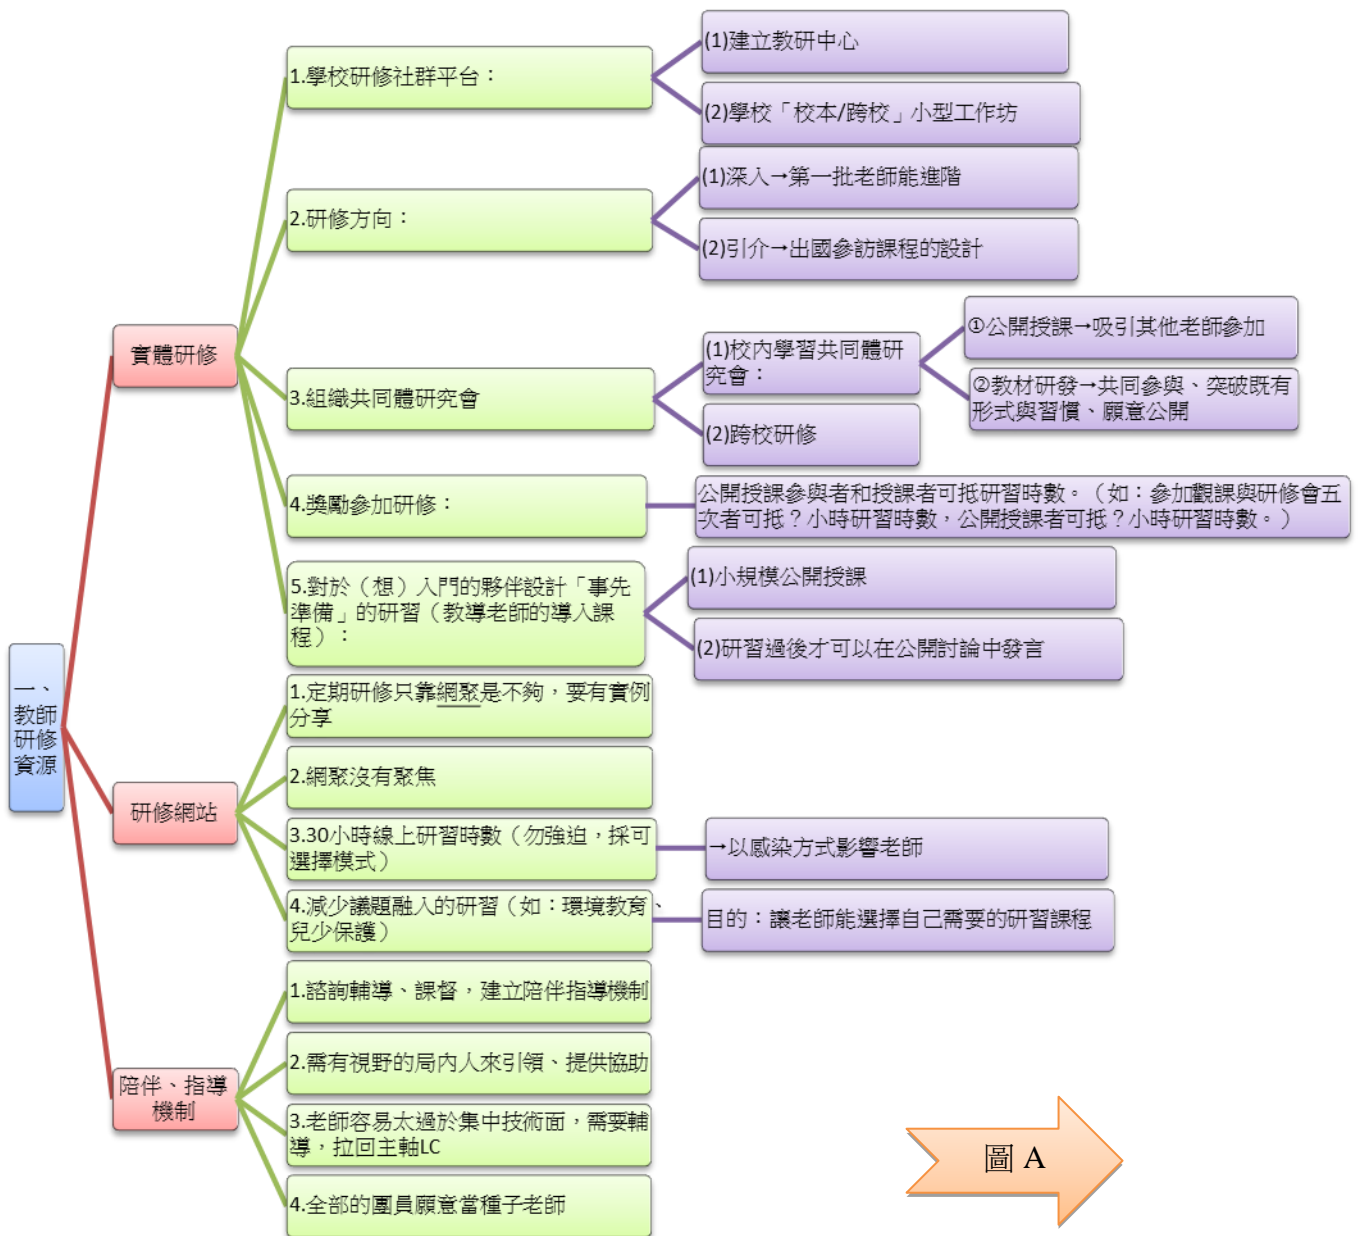 一、
教師
研修
資源
實體研修
1.學校研修社群平台：
(1)建立教研中心
(2)學校「校本/跨校」小型工作坊
2.研修方向：
(1)深入→第一批老師能進階
(2)引介→出國參訪課程的設計
3.組織共同體研究會
(1)校內學習共同體研
究會：
①公開授課→吸引其他老師參加
②教材研發→共同參與、突破既有
形式與習慣、願意公開
(2)跨校研修
4.獎勵參加研修：
公開授課參與者和授課者可抵研習時數。（如：參加觀課與研修會五
次者可抵？小時研習時數，公開授課者可抵？小時研習時數。）
5.對於（想）入門的夥伴設計「事先
準備」的研習（教導老師的導入課
程）：
(1)小規模公開授課
(2)研習過後才可以在公開討論中發言
研修網站
1.定期研修只靠網聚是不夠，要有實例
分享
2.網聚沒有聚焦
3.30小時線上研習時數（勿強迫，採可
選擇模式）
→以感染方式影響老師
4.減少議題融入的研習（如：環境教育、
兒少保護）
目的：讓老師能選擇自己需要的研習課程
陪伴、指導
機制
1.諮詢輔導、課督，建立陪伴指導機制
2.需有視野的局內人來引領、提供協助
3.老師容易太過於集中技術面，需要輔
導，拉回主軸LC
4.全部的團員願意當種子老師
圖 A